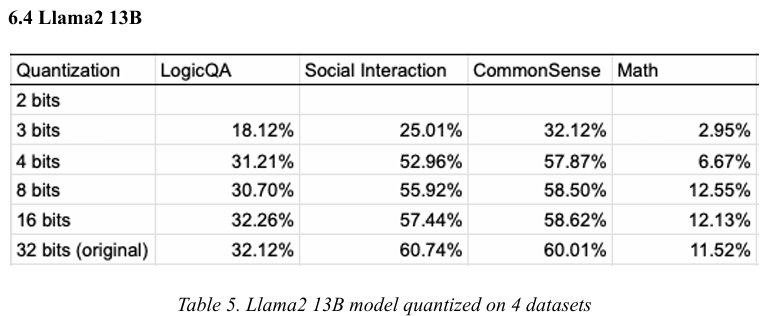 6.4 Llama2 13B
Quantization LogicQA Social Interaction CommonSense Math
2 bits
3 bits 18.12% 25.01% 32.12% 2.95%
4 bits 31.21% 52.96% 57.87% 6.67%
8 bits 30.70% 55.92% 58.50% 12.55%
16 bits 32.26% 57.44% 58.62% 12.13%
32 bits (original) 32.12% 60.74% 60.01% 11.52%
Table 5. Llama2 13B model quantized on 4 datasets